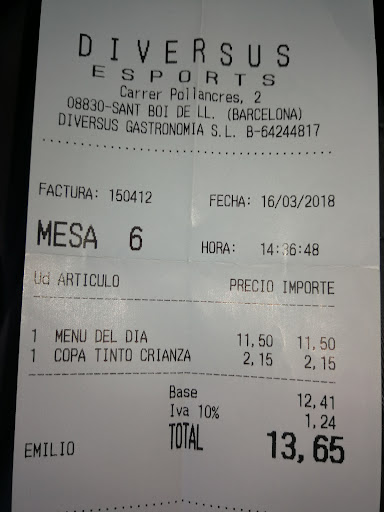 DIVERSUS
ESPORTS
Carrer Pollancres, 2
08830-SANT BOI DE LL. (BARCELONA)
DIVERSUS GASTRONOMIA S.L. B-64244817
FACTURA: 150412 FECHA: 16/03/2018
MESA 6 HORA: 14:36:48
Ud ARTICULO PRECIO IMPORTE
1 MENU DEL DIA 11,50 11,50
1 COPA TINTO CRIANZA 2,15 2,15
Base 12,41
Iva 10% 1,24
EMILIO TOTAL 13,65